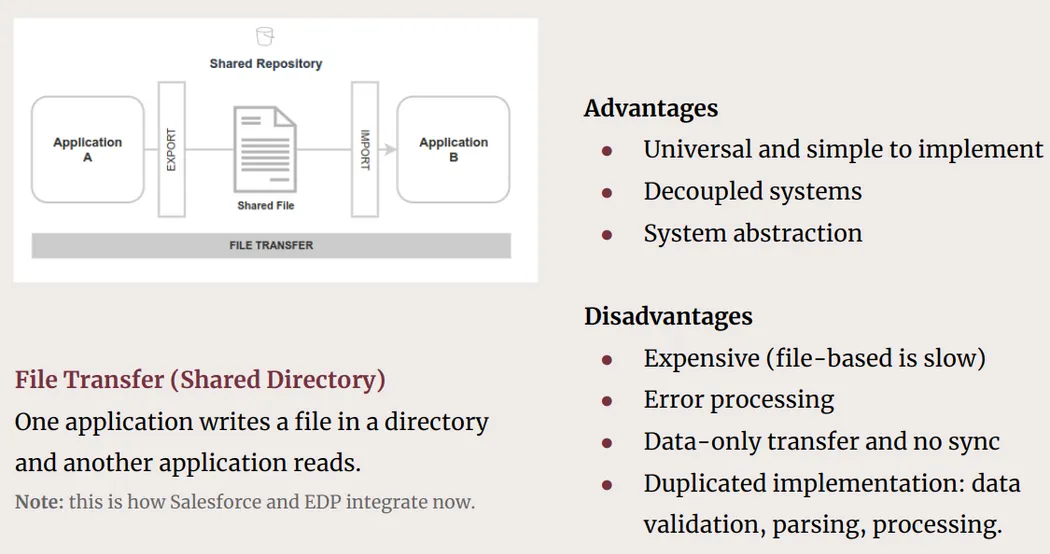 Shared Repository
Application
A
EXPORT
Shared File
IMPORT
Application
B
FILE TRANSFER
File Transfer (Shared Directory)
One application writes a file in a directory
and another application reads.
Note: this is how Salesforce and EDP integrate now.
Advantages
● Universal and simple to implement
● Decoupled systems
● System abstraction
Disadvantages
● Expensive (file-based is slow)
● Error processing
● Data-only transfer and no sync
● Duplicated implementation: data
validation, parsing, processing.